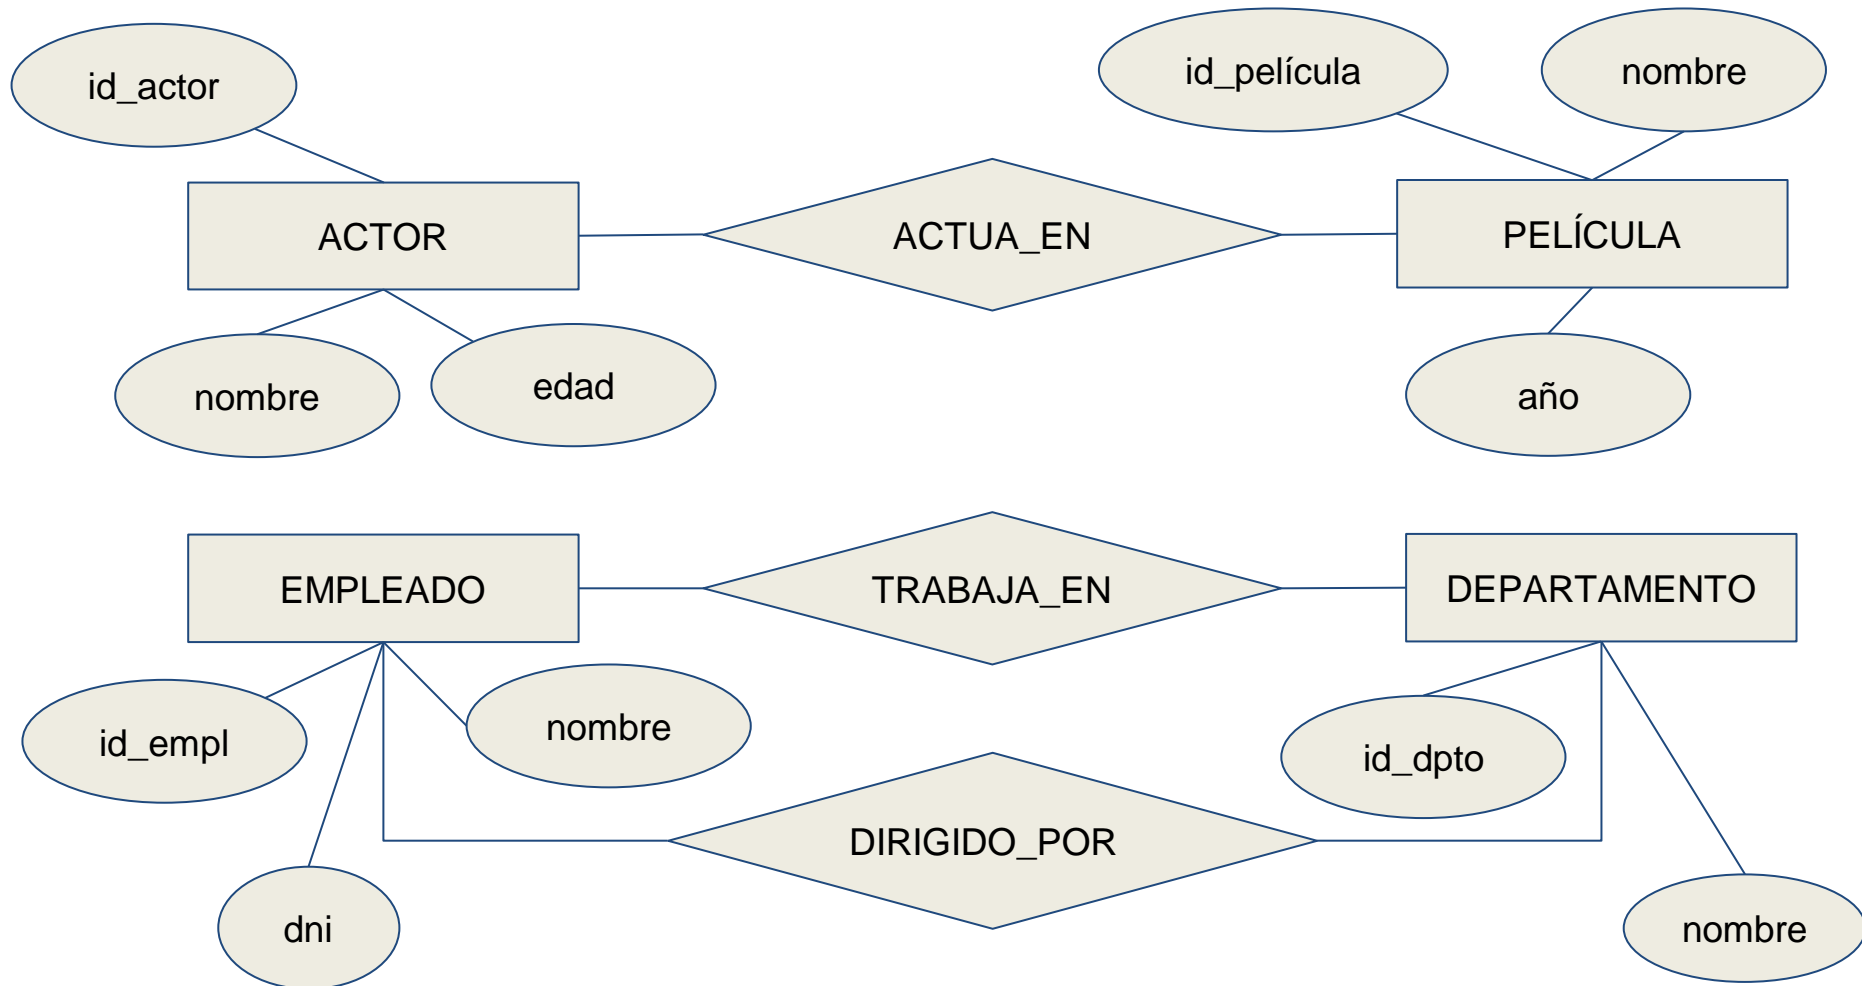 id_actor
id_película
nombre
ACTOR
ACTUA_EN
PELÍCULA
nombre
edad
año
EMPLEADO
TRABAJA_EN
DEPARTAMENTO
id_empl
nombre
id_dpto
DIRIGIDO_POR
dni
nombre